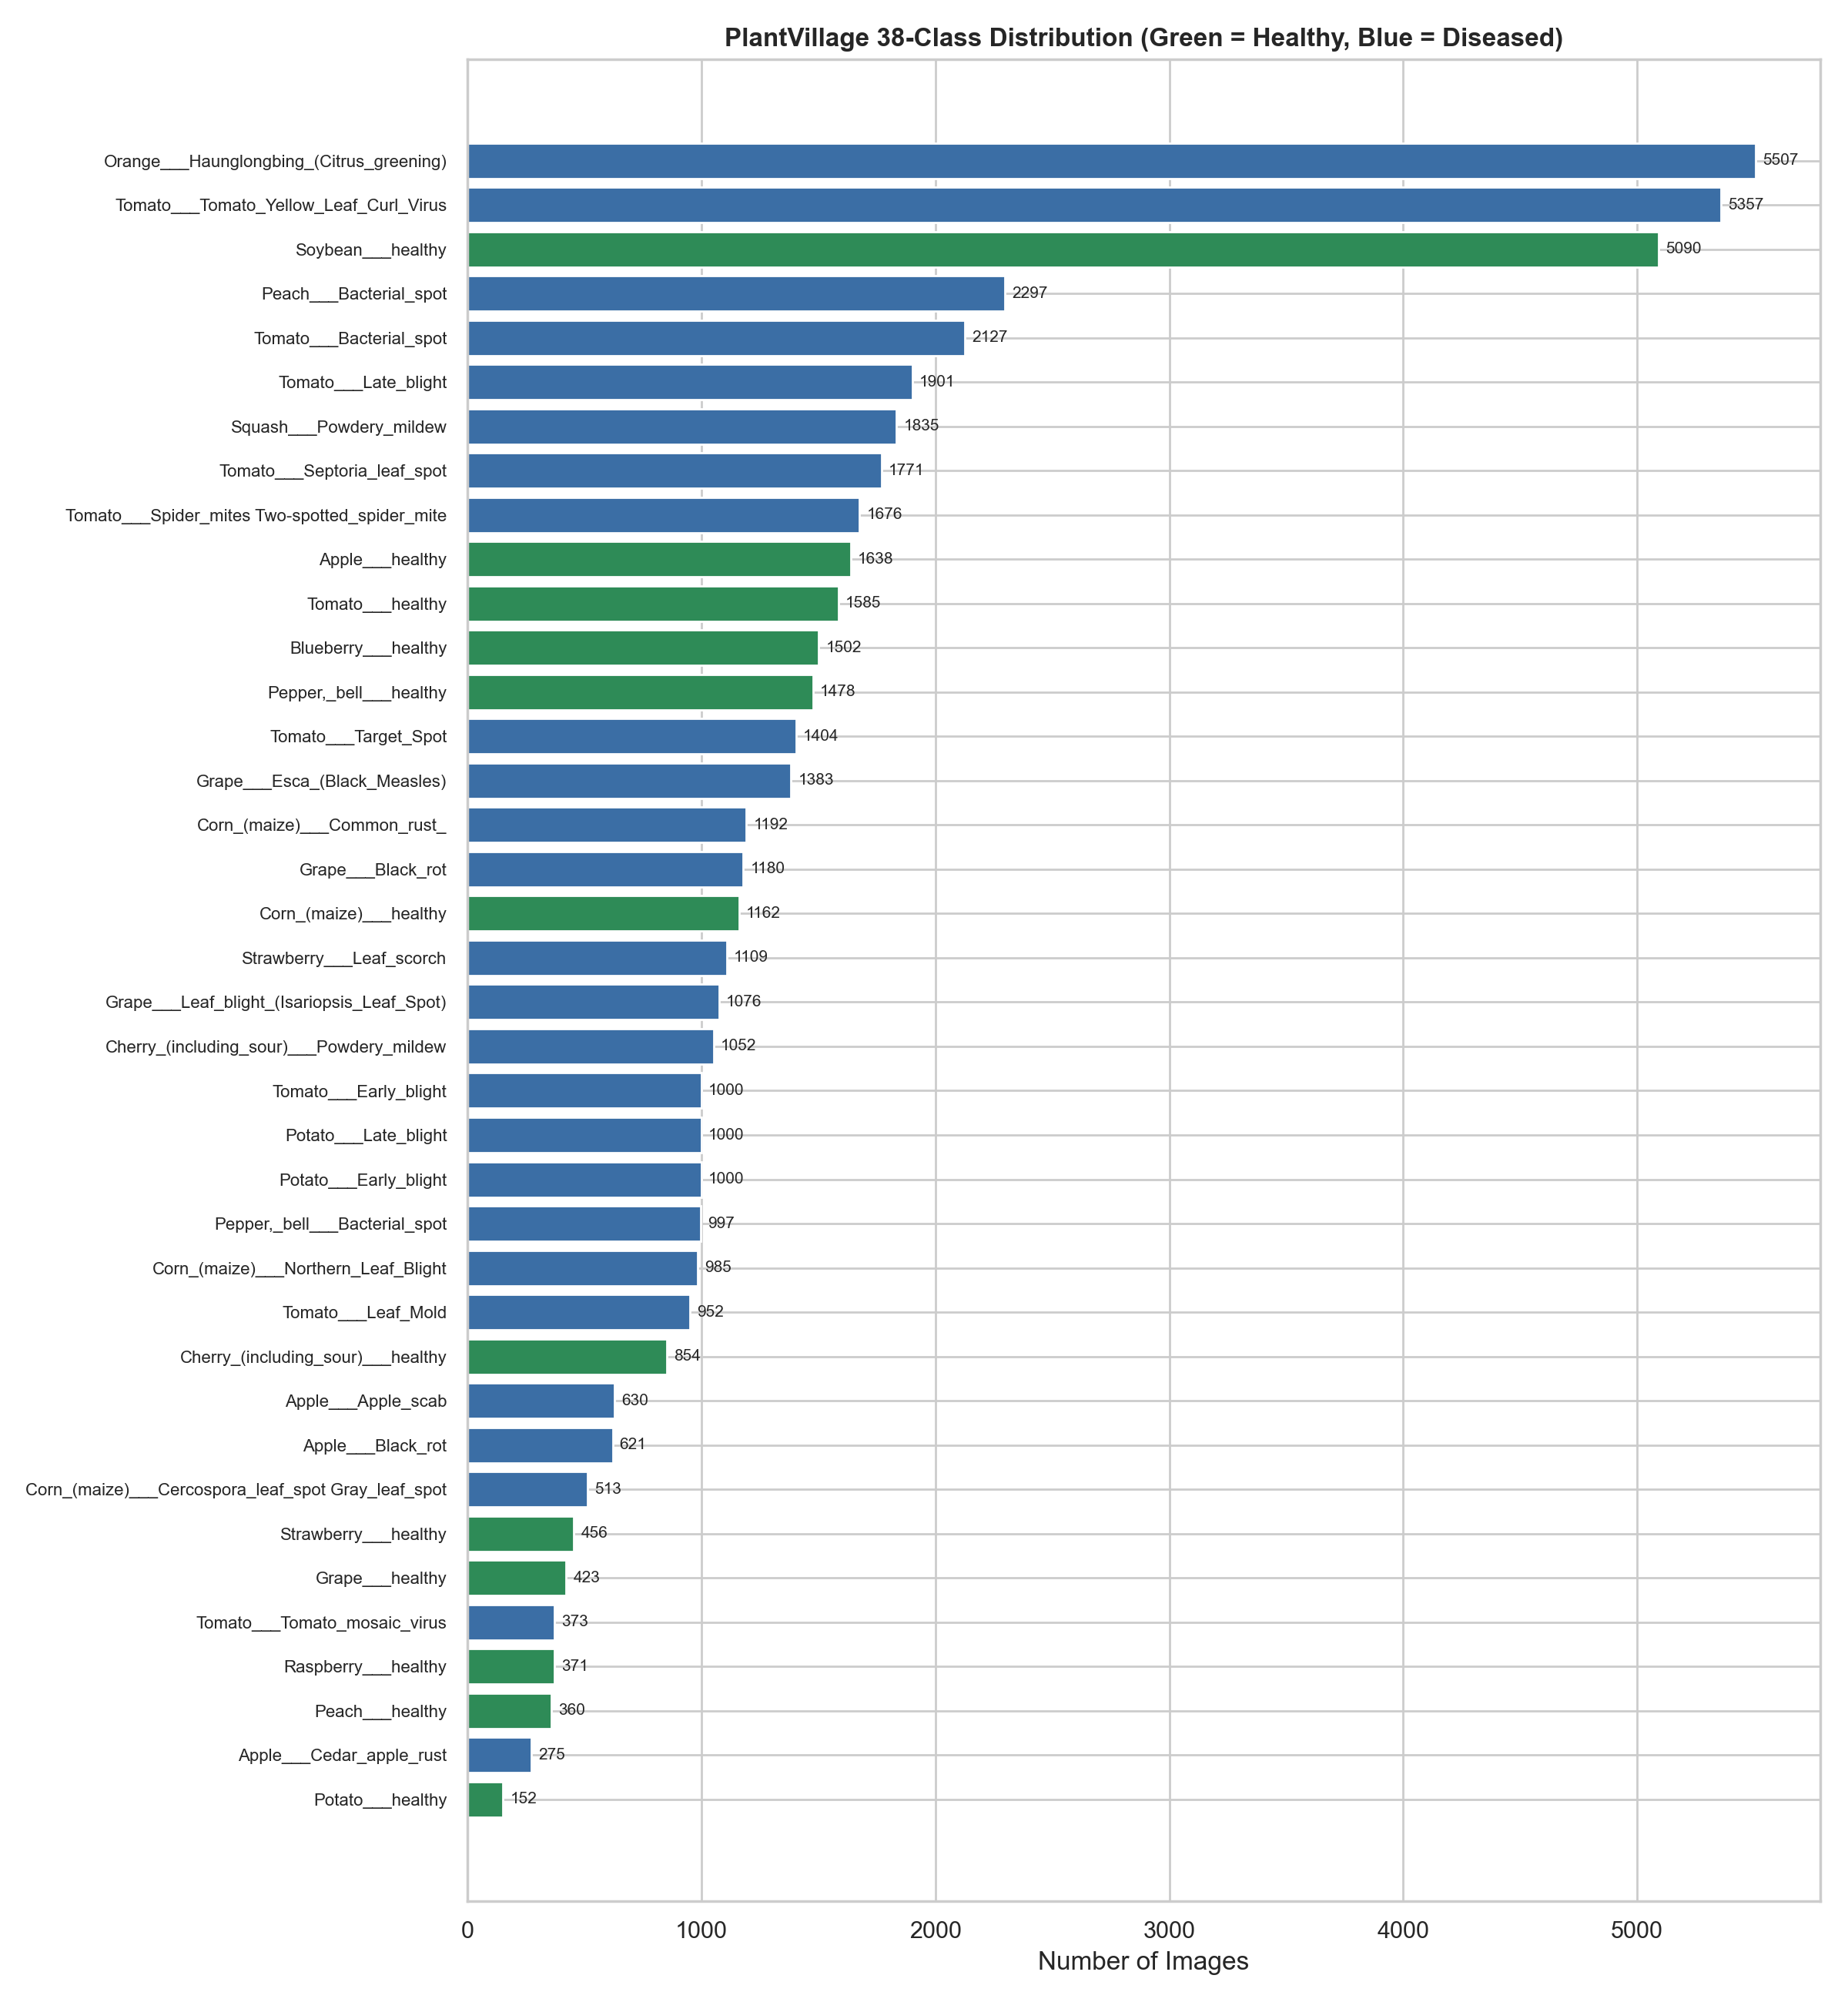 PlantVillage 38-Class Distribution (Green = Healthy, Blue = Diseased)
Orange___Haunglongbing_(Citrus_greening) 5507
Tomato___Tomato_Yellow_Leaf_Curl_Virus 5357
Soybean___healthy 5090
Peach___Bacterial_spot 2297
Tomato___Bacterial_spot 2127
Tomato___Late_blight 1901
Squash___Powdery_mildew 1835
Tomato___Septoria_leaf_spot 1771
Tomato___Spider_mites Two-spotted_spider_mite 1676
Apple___healthy 1638
Tomato___healthy 1585
Blueberry___healthy 1502
Pepper,_bell___healthy 1478
Tomato___Target_Spot 1404
Grape___Esca_(Black_Measles) 1383
Corn_(maize)___Common_rust_ 1192
Grape___Black_rot 1180
Corn_(maize)___healthy 1162
Strawberry___Leaf_scorch 1109
Grape___Leaf_blight_(Isariopsis_Leaf_Spot) 1076
Cherry_(including_sour)___Powdery_mildew 1052
Tomato___Early_blight 1000
Potato___Late_blight 1000
Potato___Early_blight 1000
Pepper,_bell___Bacterial_spot 997
Corn_(maize)___Northern_Leaf_Blight 985
Tomato___Leaf_Mold 952
Cherry_(including_sour)___healthy 854
Apple___Apple_scab 630
Apple___Black_rot 621
Corn_(maize)___Cercospora_leaf_spot Gray_leaf_spot 513
Strawberry___healthy 456
Grape___healthy 423
Tomato___Tomato_mosaic_virus 373
Raspberry___healthy 371
Peach___healthy 360
Apple___Cedar_apple_rust 275
Potato___healthy 152
0 1000 2000 3000 4000 5000
Number of Images